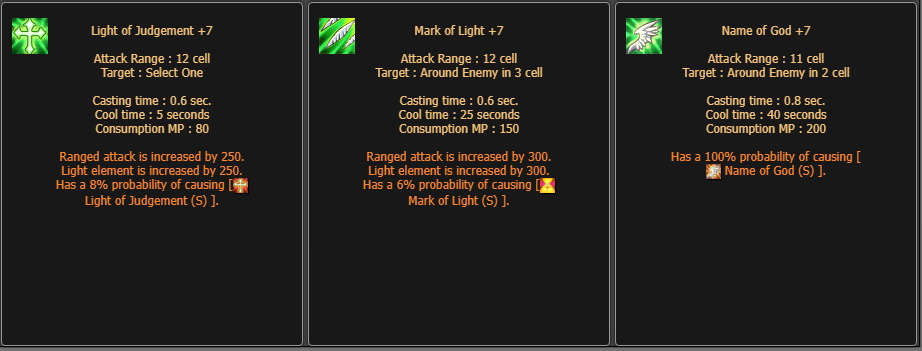 Light of Judgement +7
Attack Range : 12 cell
Target : Select One
Casting time : 0.6 sec.
Cool time : 5 seconds
Consumption MP : 80
Ranged attack is increased by 250.
Light element is increased by 250.
Has a 8% probability of causing [
Light of Judgement (S) ].
Mark of Light +7
Attack Range : 12 cell
Target : Around Enemy in 3 cell
Casting time : 0.6 sec.
Cool time : 25 seconds
Consumption MP : 150
Ranged attack is increased by 300.
Light element is increased by 300.
Has a 6% probability of causing [
Mark of Light (S) ].
Name of God +7
Attack Range : 11 cell
Target : Around Enemy in 2 cell
Casting time : 0.8 sec.
Cool time : 40 seconds
Consumption MP : 200
Has a 100% probability of causing [
Name of God (S) ].